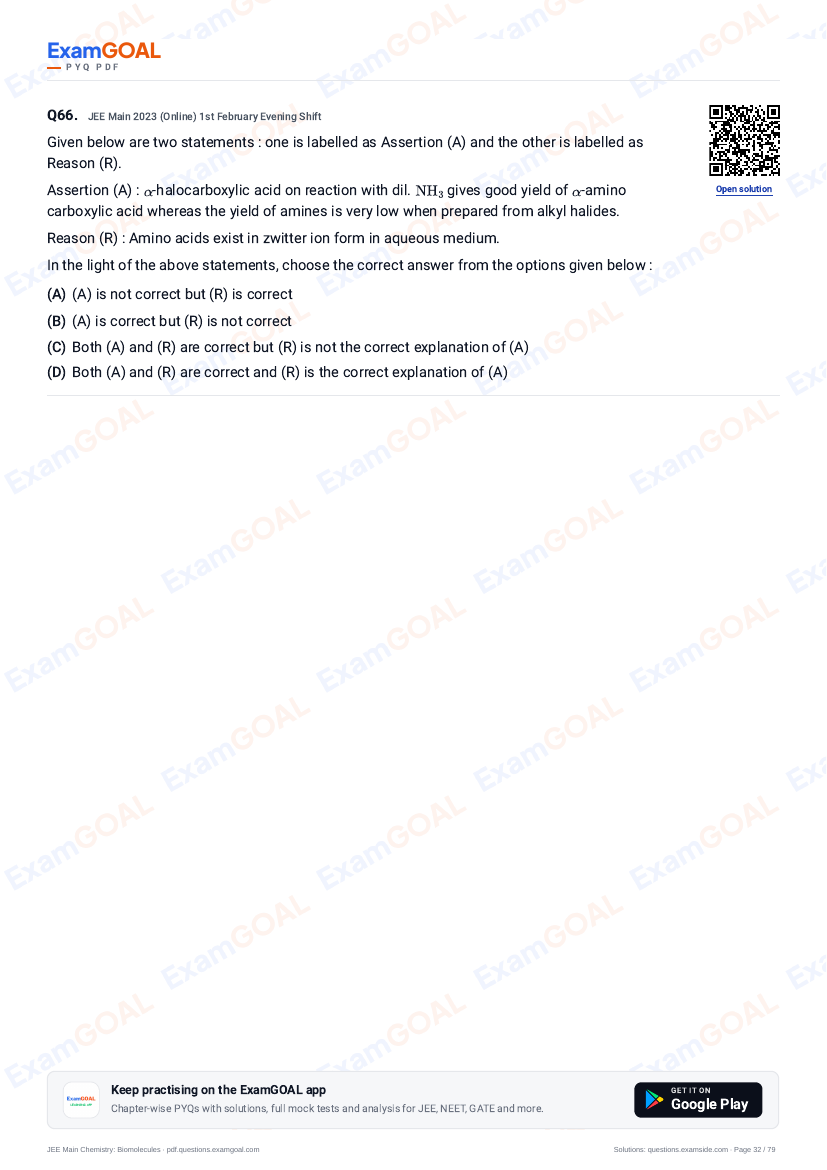 ExamGOAL
PYQ PDF
Q66. JEE Main 2023 (Online) 1st February Evening Shift
Given below are two statements : one is labelled as Assertion (A) and the other is labelled as
Reason (R).
Assertion (A) : α-halocarboxylic acid on reaction with dil. NH₃ gives good yield of α-amino
carboxylic acid whereas the yield of amines is very low when prepared from alkyl halides.
Reason (R) : Amino acids exist in zwitter ion form in aqueous medium.
In the light of the above statements, choose the correct answer from the options given below :
(A) (A) is not correct but (R) is correct
(B) (A) is correct but (R) is not correct
(C) Both (A) and (R) are correct but (R) is not the correct explanation of (A)
(D) Both (A) and (R) are correct and (R) is the correct explanation of (A)
Open solution
ExamGOAL
Keep practising on the ExamGOAL app
Chapter-wise PYQs with solutions, full mock tests and analysis for JEE, NEET, GATE and more.
GET IT ON
Google Play
JEE Main Chemistry: Biomolecules · pdf.questions.examgoal.com
Solutions: questions.examside.com · Page 32 / 79